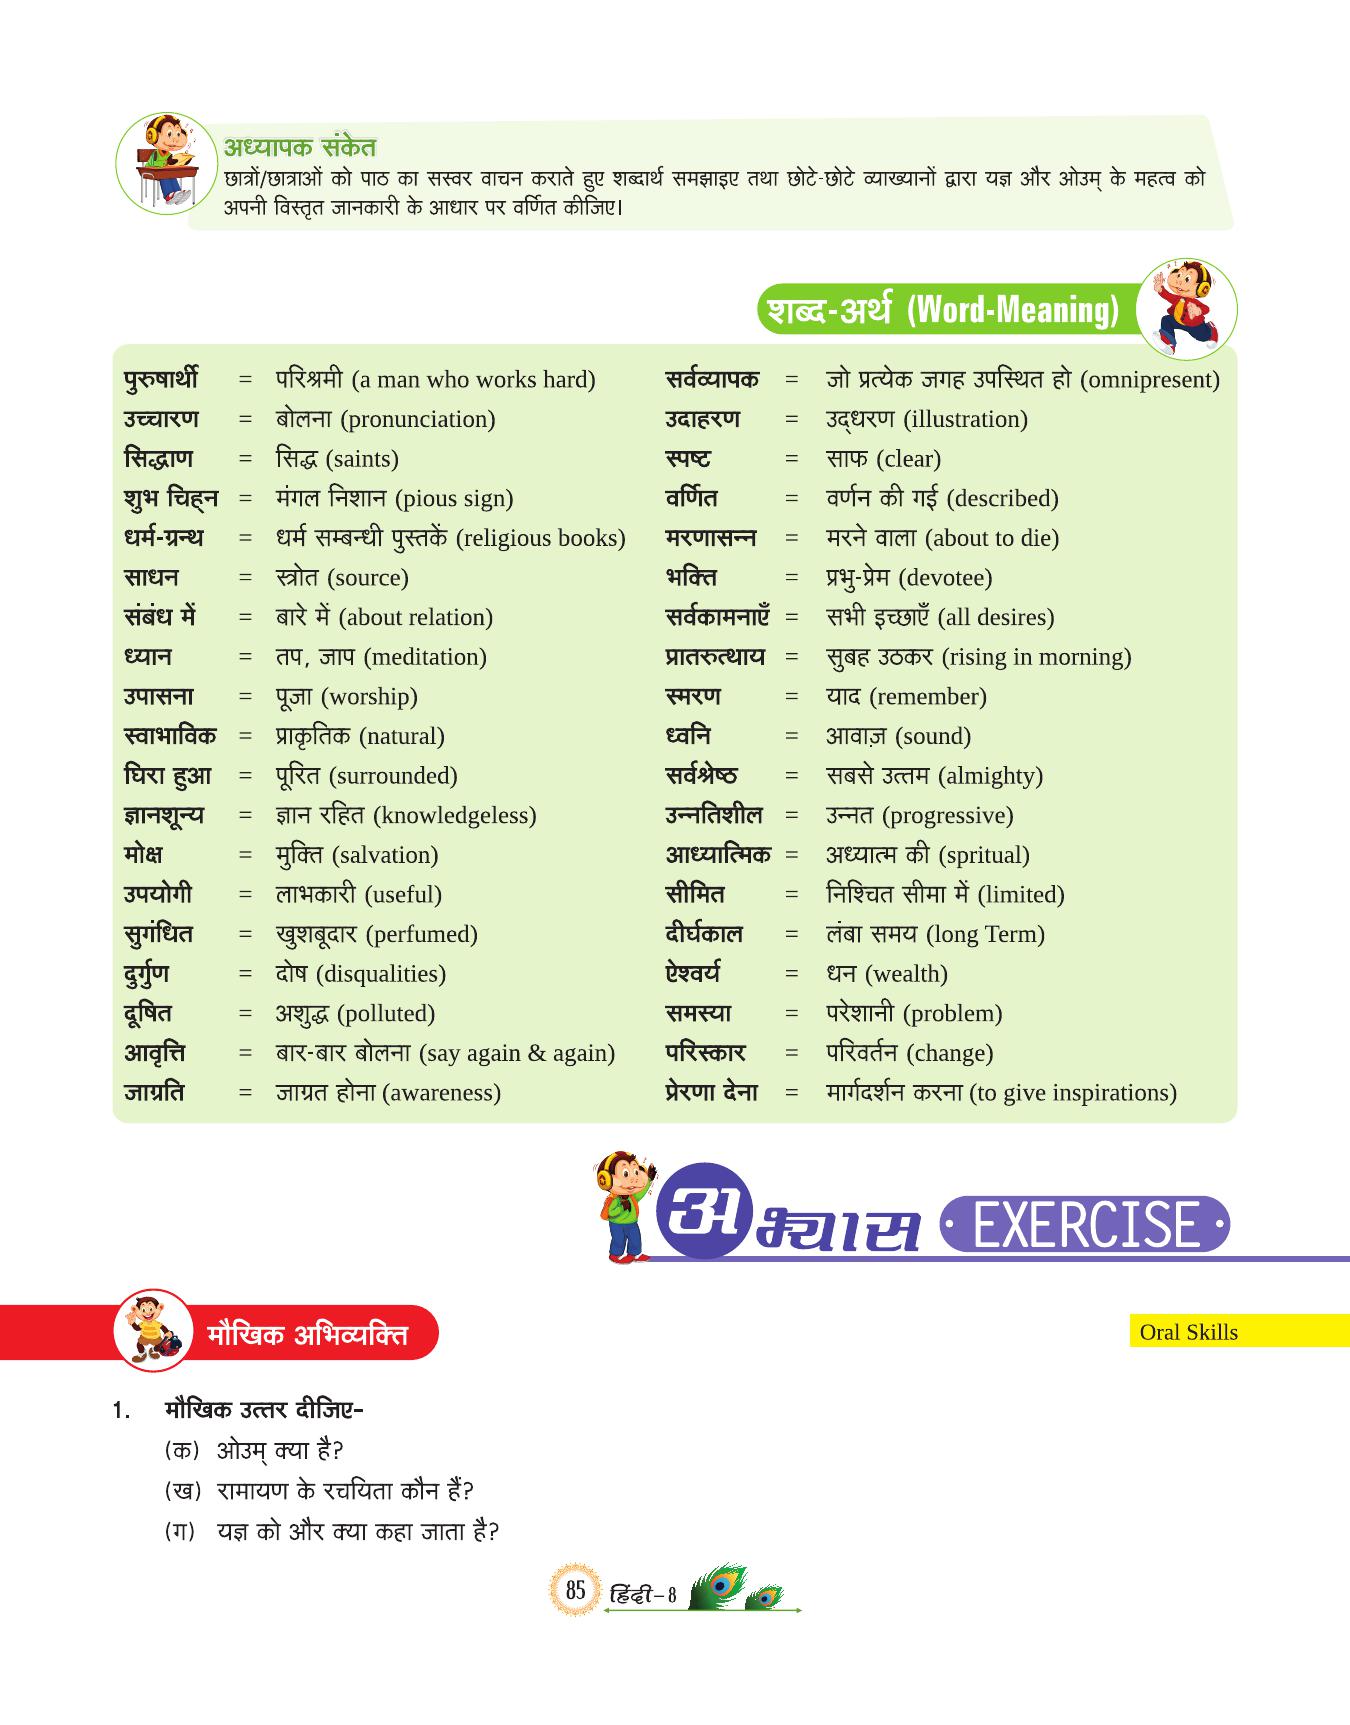 अध्यापक संकेत
छात्रों/छात्राओं को पाठ का सस्वर वाचन कराते हुए शब्दार्थ समझाइए तथा छोटे-छोटे व्याख्यानों द्वारा यज्ञ और ओउम् के महत्व को
अपनी विस्तृत जानकारी के आधार पर वर्णित कीजिए।
शब्द-अर्थ (Word-Meaning)
पुरुषार्थी = परिश्रमी (a man who works hard)
उच्चारण = बोलना (pronunciation)
सिद्धाण = सिद्ध (saints)
शुभ चिह्न = मंगल निशान (pious sign)
धर्म-ग्रन्थ = धर्म सम्बन्धी पुस्तकें (religious books)
साधन = स्त्रोत (source)
संबंध में = बारे में (about relation)
ध्यान = तप, जाप (meditation)
उपासना = पूजा (worship)
स्वाभाविक = प्राकृतिक (natural)
घिरा हुआ = पूरित (surrounded)
ज्ञानशून्य = ज्ञान रहित (knowledgeless)
मोक्ष = मुक्ति (salvation)
उपयोगी = लाभकारी (useful)
सुगंधित = खुशबूदार (perfumed)
दुर्गुण = दोष (disqualities)
दूषित = अशुद्ध (polluted)
आवृत्ति = बार-बार बोलना (say again & again)
जाग्रति = जाग्रत होना (awareness)
सर्वव्यापक = जो प्रत्येक जगह उपस्थित हो (omnipresent)
उदाहरण = उद्धरण (illustration)
स्पष्ट = साफ (clear)
वर्णित = वर्णन की गई (described)
मरणासन्न = मरने वाला (about to die)
भक्ति = प्रभु-प्रेम (devotee)
सर्वकामनाएँ = सभी इच्छाएँ (all desires)
प्रातरुत्थाय = सुबह उठकर (rising in morning)
स्मरण = याद (remember)
ध्वनि = आवाज़ (sound)
सर्वश्रेष्ठ = सबसे उत्तम (almighty)
उन्नतिशील = उन्नत (progressive)
आध्यात्मिक = अध्यात्म की (spritual)
सीमित = निश्चित सीमा में (limited)
दीर्घकाल = लंबा समय (long Term)
ऐश्वर्य = धन (wealth)
समस्या = परेशानी (problem)
परिस्कार = परिवर्तन (change)
प्रेरणा देना = मार्गदर्शन करना (to give inspirations)
अभ्यास EXERCISE
मौखिक अभिव्यक्ति
Oral Skills
1. मौखिक उत्तर दीजिए-
(क) ओउम् क्या है?
(ख) रामायण के रचयिता कौन हैं?
(ग) यज्ञ को और क्या कहा जाता है?
85 हिंदी-8